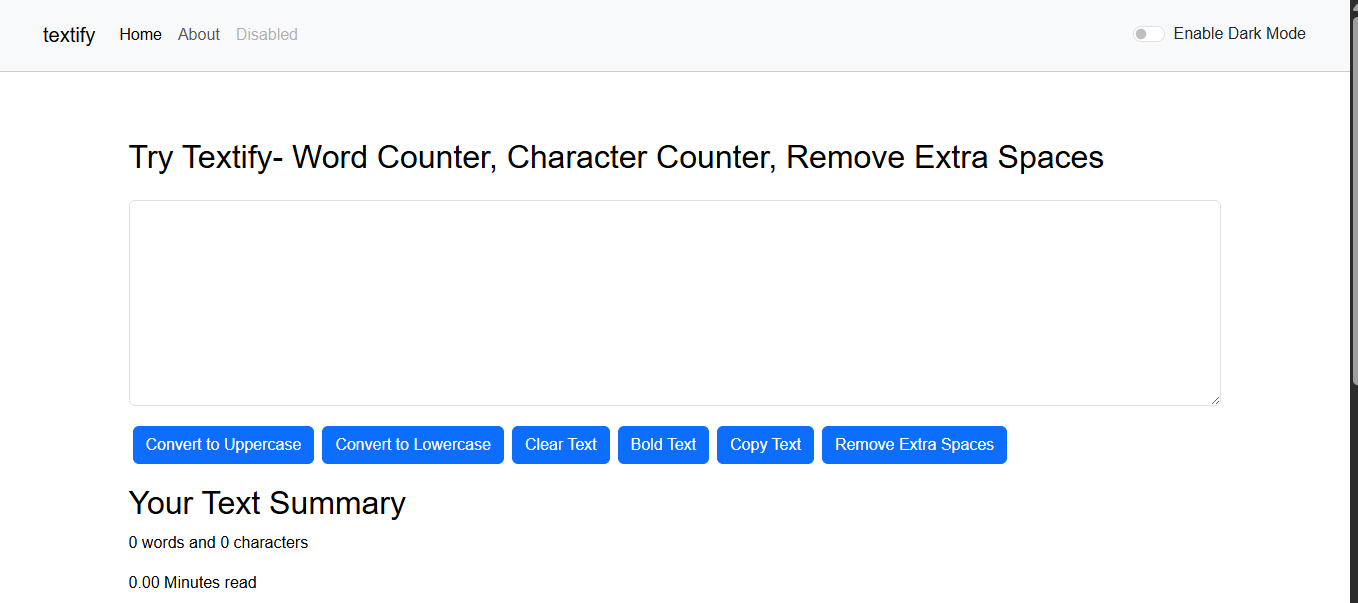 textify Home About Disabled Enable Dark Mode
Try Textify- Word Counter, Character Counter, Remove Extra Spaces
Convert to Uppercase Convert to Lowercase Clear Text Bold Text Copy Text Remove Extra Spaces
Your Text Summary
0 words and 0 characters
0.00 Minutes read